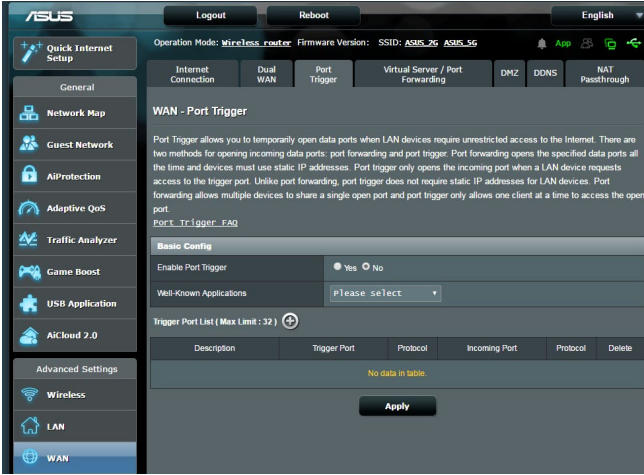 ASUS
Logout
Reboot
English
Quick Internet
Setup
Operation Mode: Wireless router Firmware Version: SSID: ASUS_2G ASUS_5G
App
General
Network Map
Guest Network
AiProtection
Adaptive QoS
Traffic Analyzer
Game Boost
USB Application
AiCloud 2.0
Advanced Settings
Wireless
LAN
WAN
Internet
Connection
Dual
WAN
Port
Trigger
Virtual Server / Port
Forwarding
DMZ
DDNS
NAT
Passthrough
WAN - Port Trigger
Port Trigger allows you to temporarily open data ports when LAN devices require unrestricted access to the Internet. There are
two methods for opening incoming data ports: port forwarding and port trigger. Port forwarding opens the specified data ports all
the time and devices must use static IP addresses. Port trigger only opens the incoming port when a LAN device requests
access to the trigger port. Unlike port forwarding, port trigger does not require static IP addresses for LAN devices. Port
forwarding allows multiple devices to share a single open port and port trigger only allows one client at a time to access the open
port.
Port Trigger FAQ
Basic Config
Enable Port Trigger
Yes No
Well-Known Applications
Please select
Trigger Port List ( Max Limit : 32 )
Description Trigger Port Protocol Incoming Port Protocol Delete
No data in table.
Apply